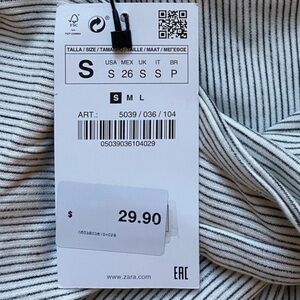 FSC
TALLA / SIZE / TAMANHO / TAILLE / MAAT / ΜΕΓΕΘΟΣ
S
USA MEX UK IT BR
S 26 S S P
S M L
ART.: 5039 / 036 / 104
05039036104029
$ 29.90
www.zara.com
EAC